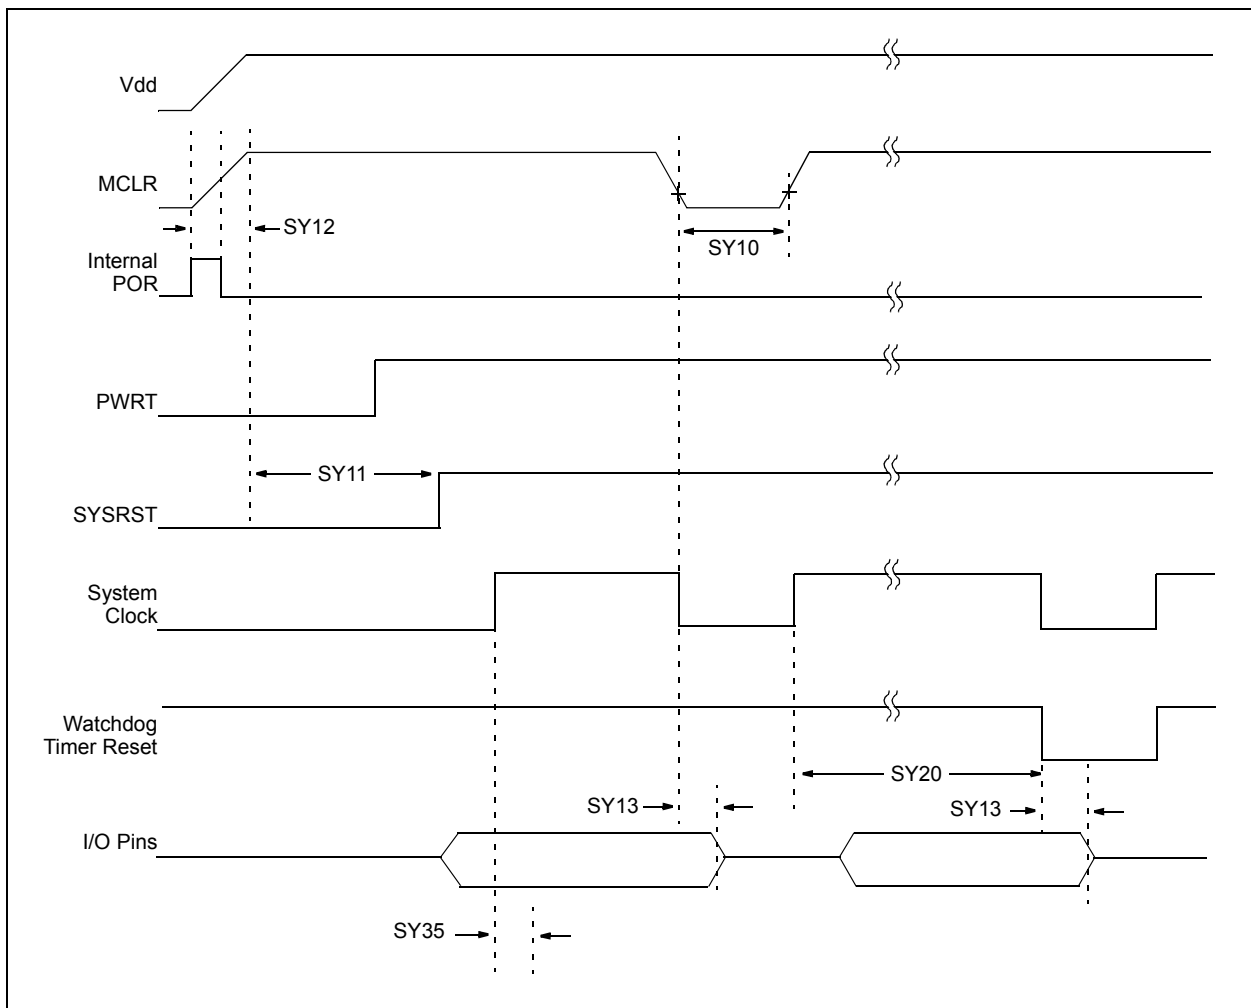 Vdd
MCLR
SY12
SY10
Internal
POR
PWRT
SY11
SYSRST
System
Clock
Watchdog
Timer Reset
SY20
SY13
SY13
I/O Pins
SY35